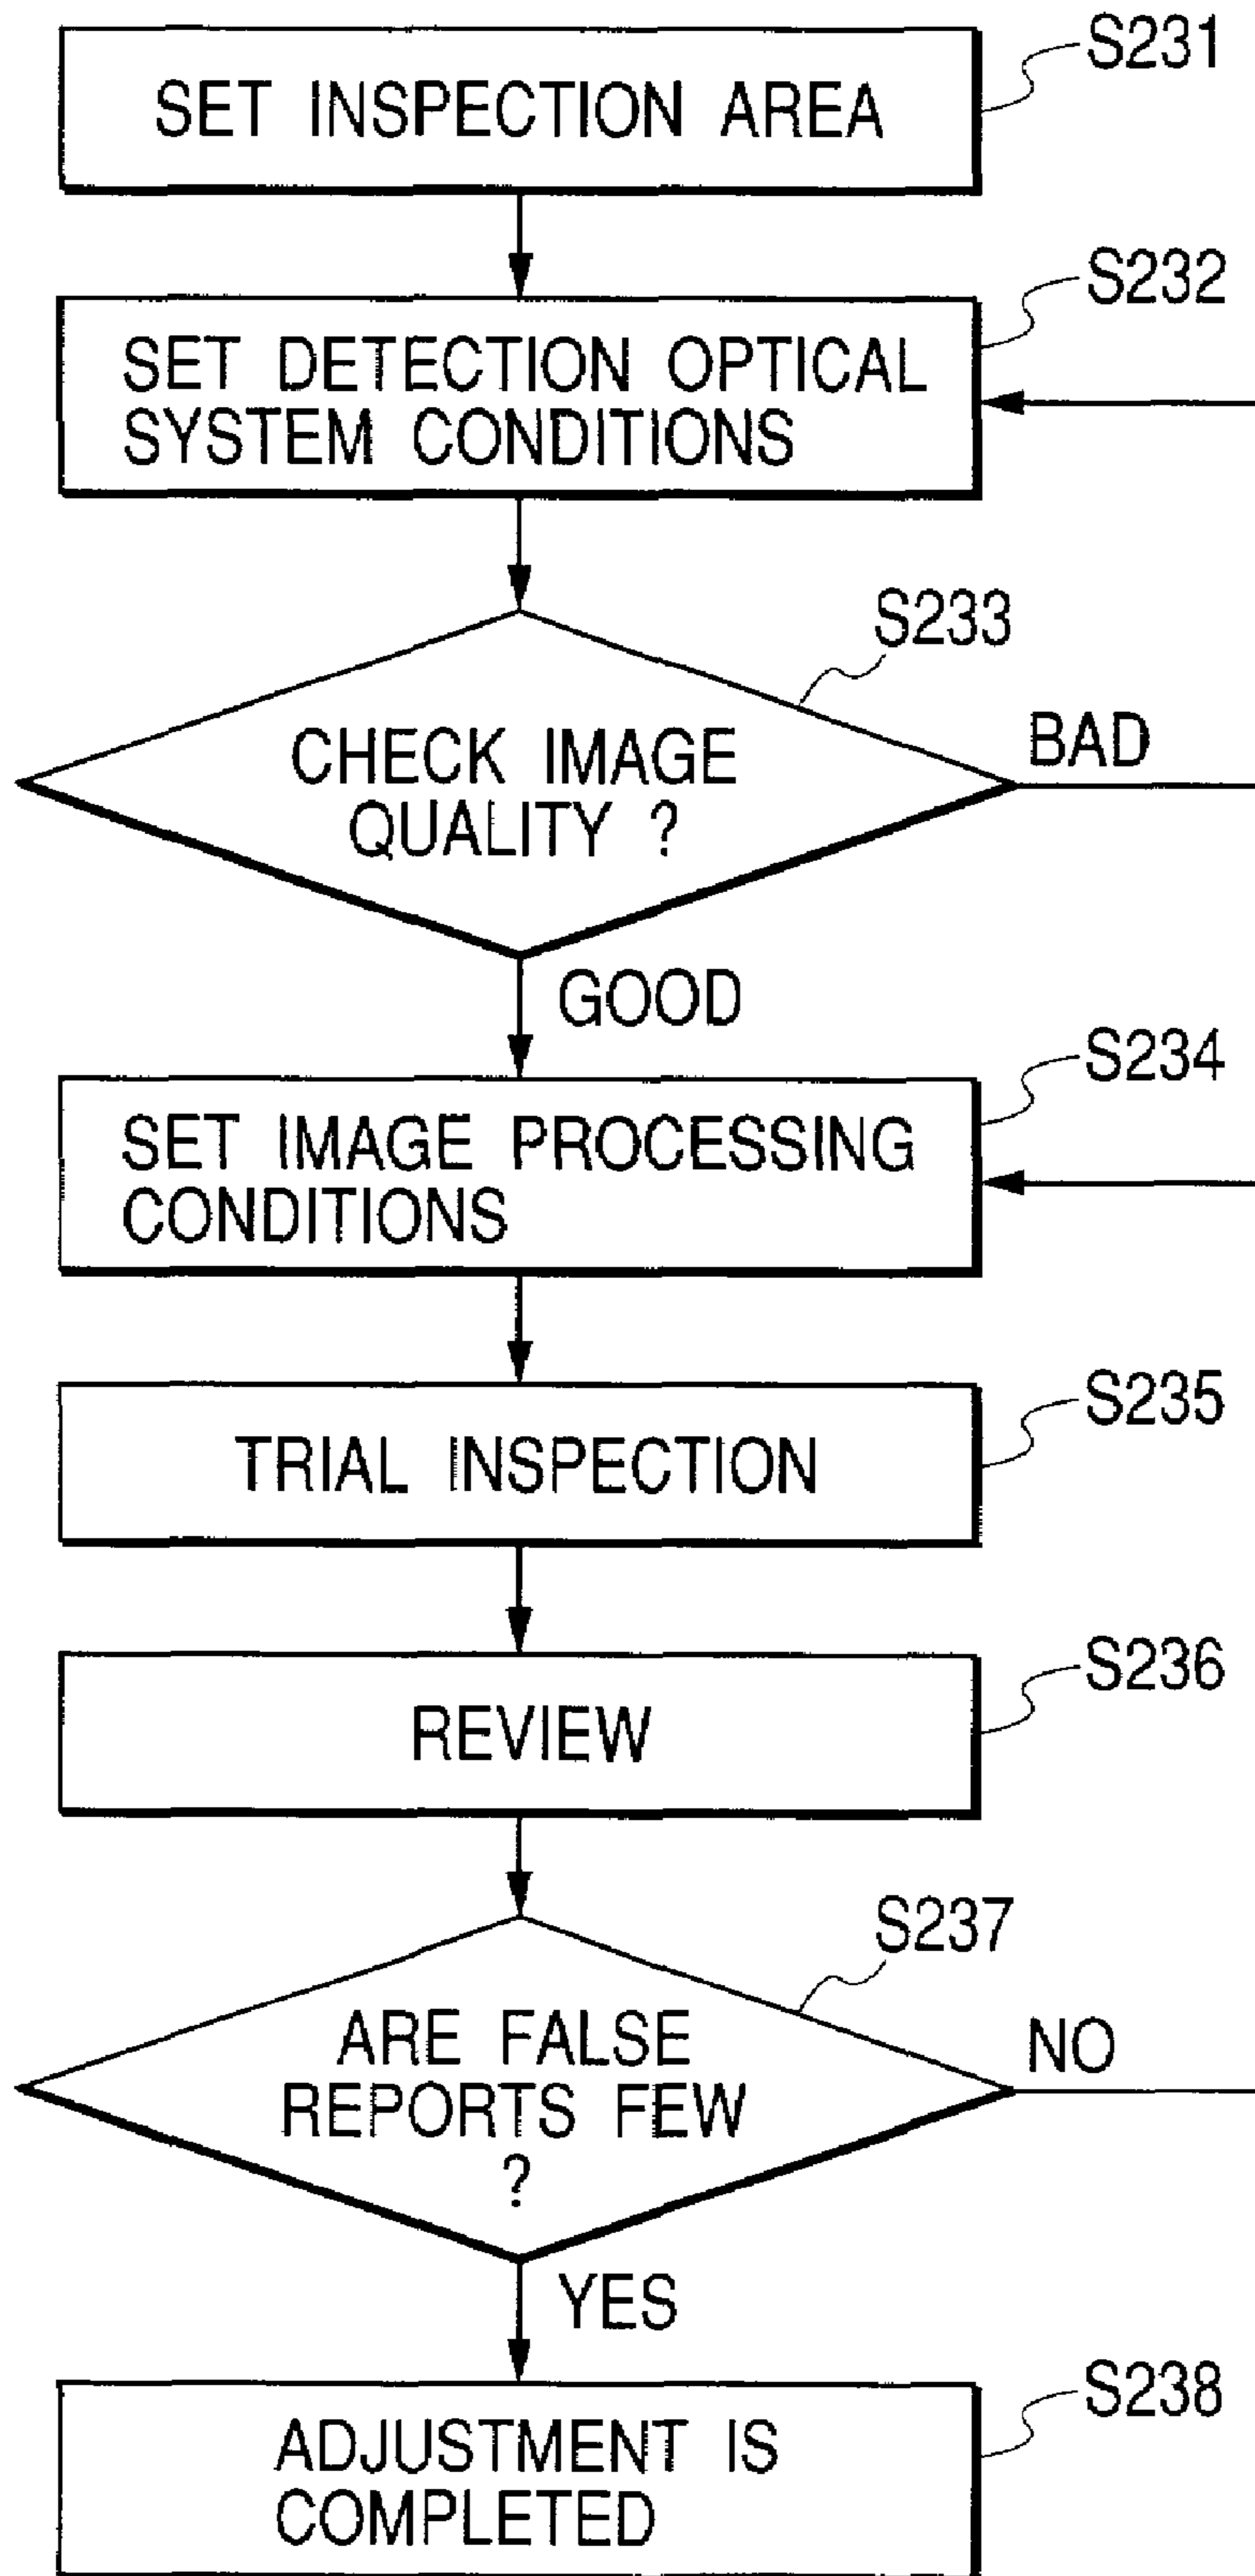 S231
SET INSPECTION AREA
S232
SET DETECTION OPTICAL
SYSTEM CONDITIONS
S233
CHECK IMAGE
QUALITY ?
BAD
GOOD
S234
SET IMAGE PROCESSING
CONDITIONS
S235
TRIAL INSPECTION
S236
REVIEW
S237
ARE FALSE
REPORTS FEW
?
NO
YES
S238
ADJUSTMENT IS
COMPLETED